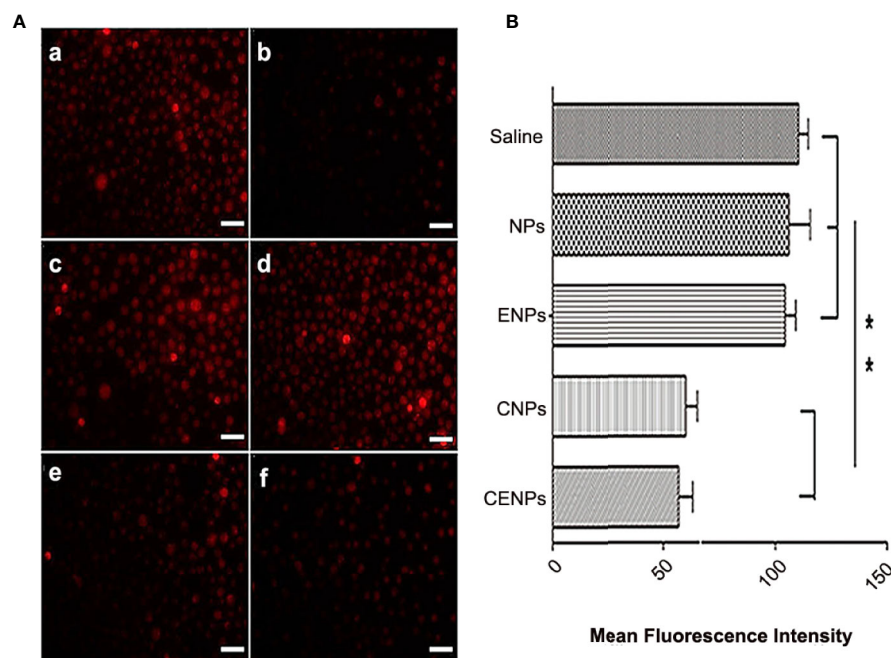 A
B
a
b
c
d
e
f
Saline
NPs
ENPs
CNPs
CENPs
**
0
50
100
150
Mean Fluorescence Intensity